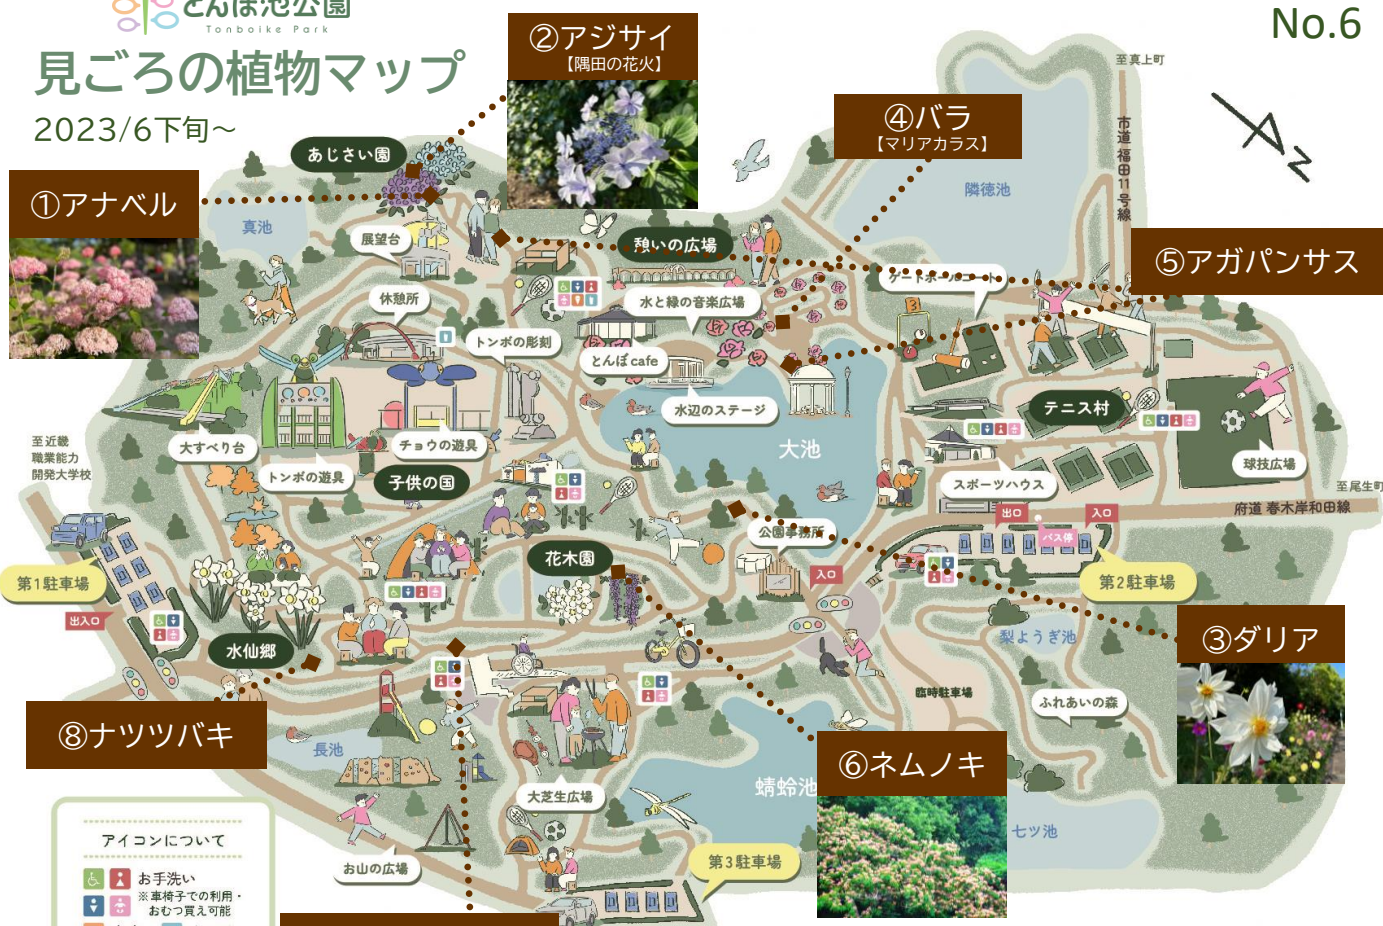 とんぼ池公園
Tonboike Park
見ごろの植物マップ
2023/6下旬～
No.6
②アジサイ
【隅田の花火】
④バラ
【マリアカラス】
①アナベル
⑤アガパンサス
あじさい園
真池
展望台
休憩所
憩いの広場
水と緑の音楽広場
トンボの彫刻
とんぼcafe
水辺のステージ
隣徳池
至真上町
市道 福田11号線
ゲートボールコート
テニス村
スポーツハウス
球技広場
至尾生町
府道 春木岸和田線
大池
大すべり台
トンボの遊具
チョウの遊具
子供の国
至近畿
職業能力
開発大学校
第1駐車場
出入口
水仙郷
花木園
公園事務所
入口
出口
入口
バス停
第2駐車場
③ダリア
梨ようぎ池
臨時駐車場
ふれあいの森
⑧ナツツバキ
⑥ネムノキ
長池
大芝生広場
蜻蛉池
お山の広場
第3駐車場
七ツ池
アイコンについて
お手洗い
※車椅子での利用・
おむつ買え可能